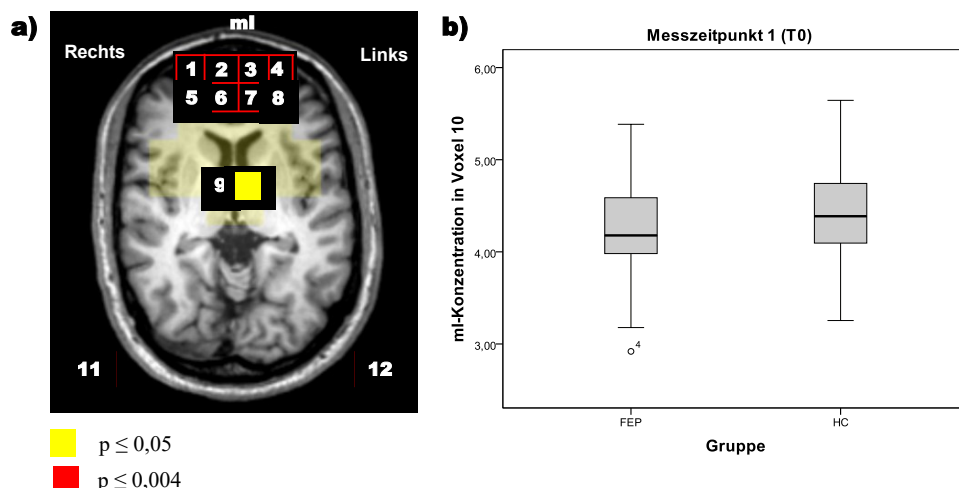 a)
mI
Rechts
Links
1 2 3 4
5 6 7 8
9
11
12
p ≤ 0,05
p ≤ 0,004
b)
Messzeitpunkt 1 (T0)
mI-Konzentration in Voxel 10
6,00
5,00
4,00
3,00
4
FEP
HC
Gruppe